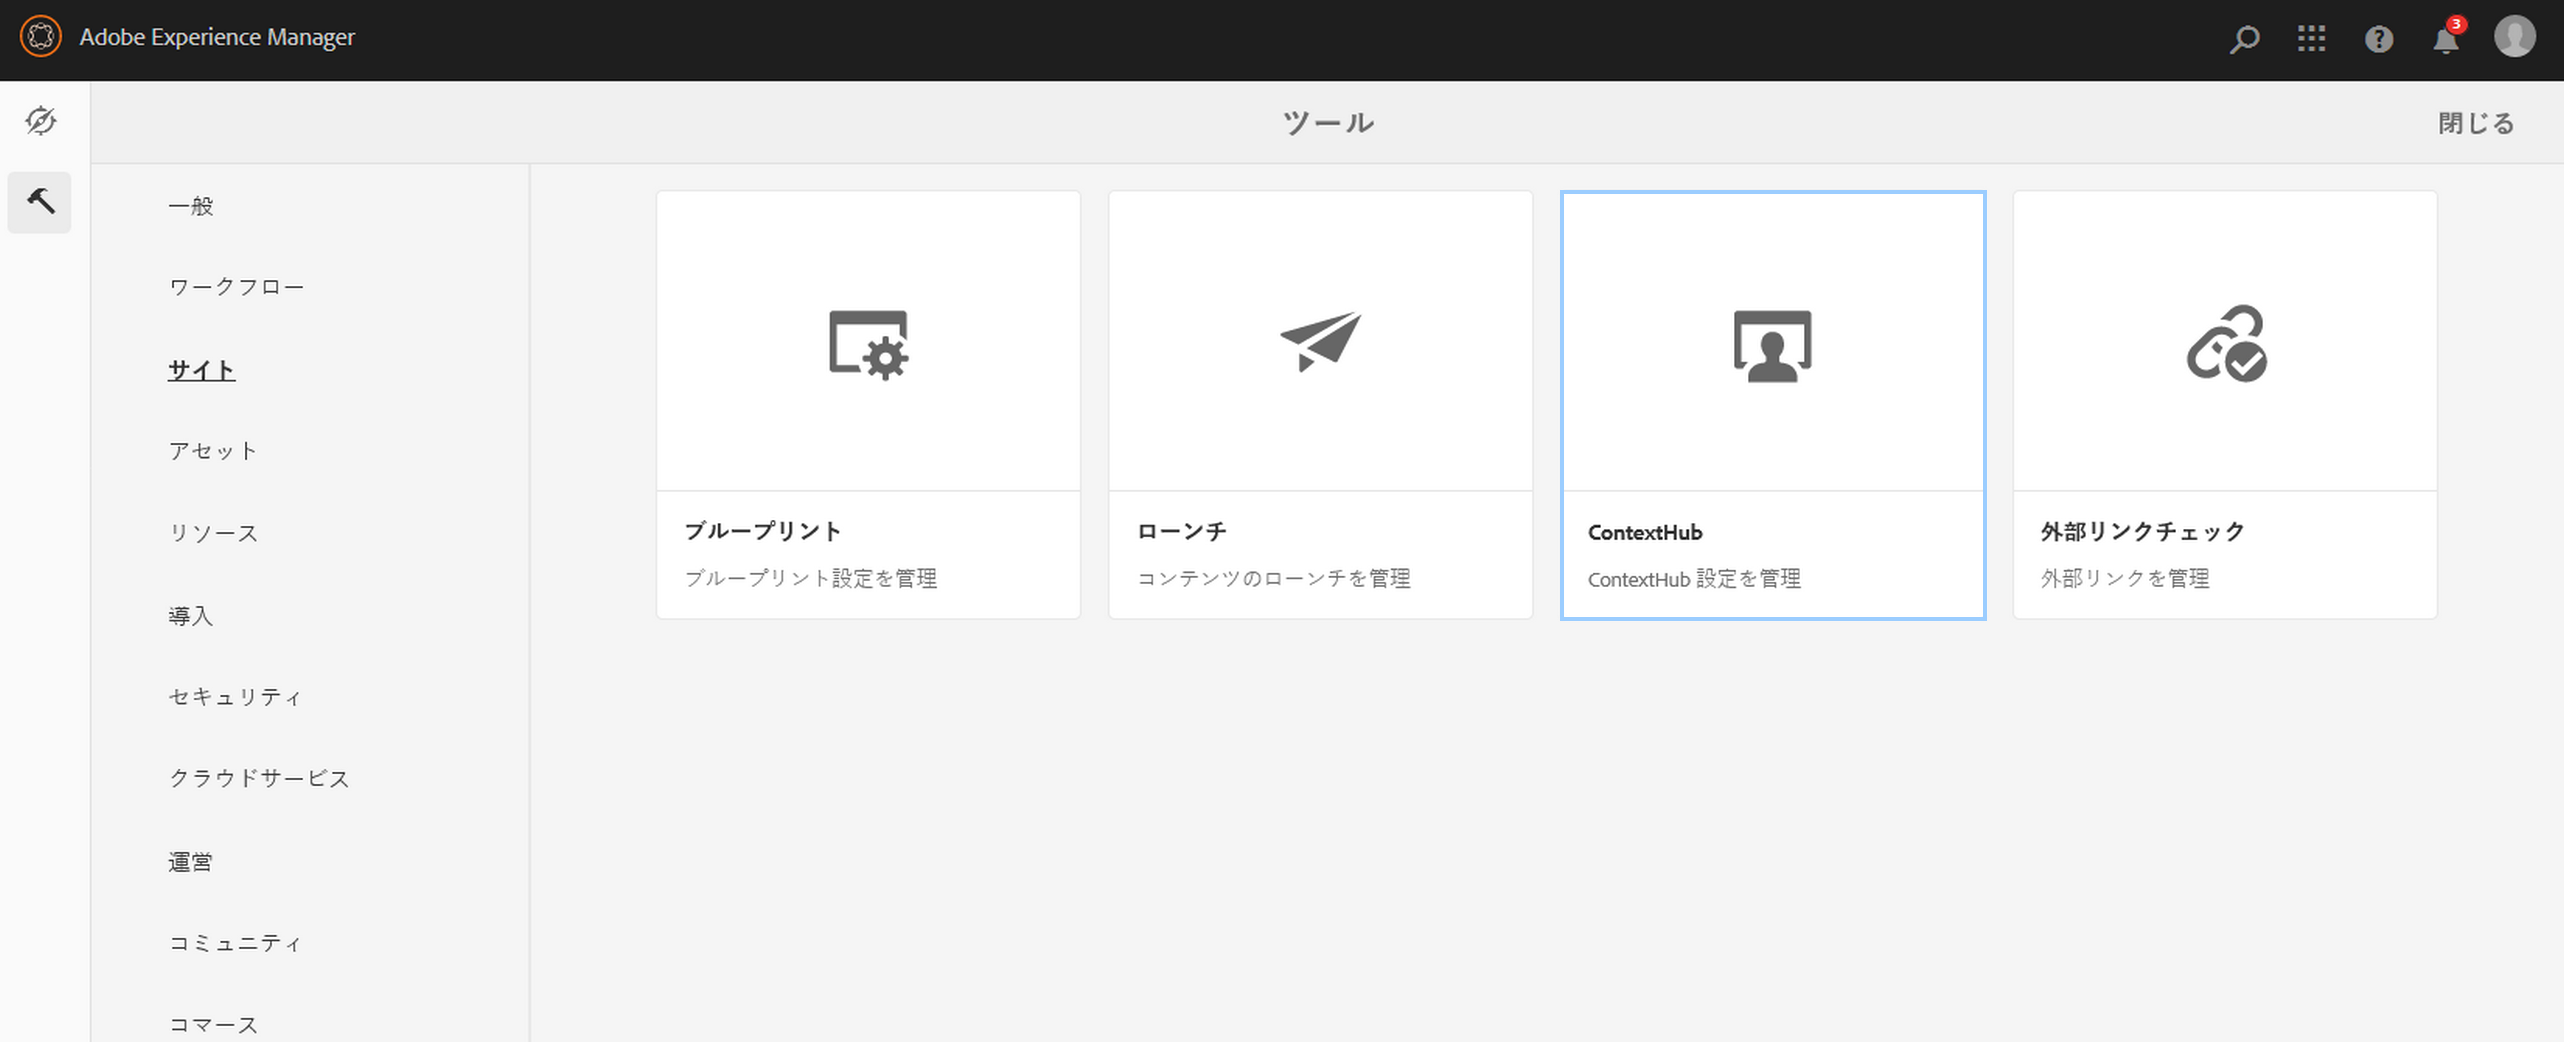 Adobe Experience Manager
3
ツール
閉じる
一般
ワークフロー
サイト
アセット
リソース
導入
セキュリティ
クラウドサービス
運営
コミュニティ
コマース
ブループリント
ブループリント設定を管理
ローンチ
コンテンツのローンチを管理
ContextHub
ContextHub 設定を管理
外部リンクチェック
外部リンクを管理